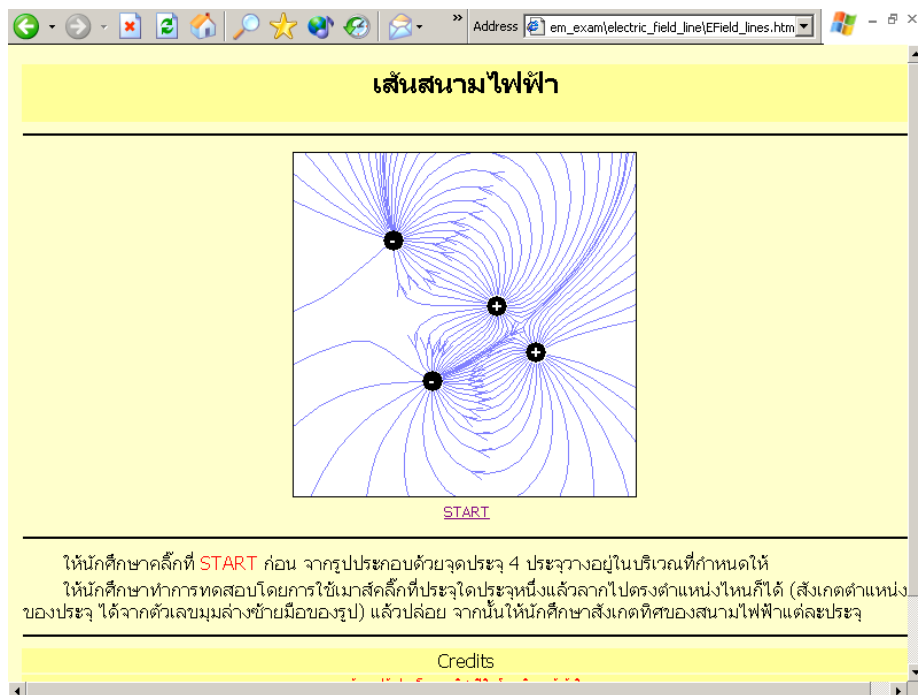 Address em_exam\electric_field_line\EField_lines.htm
เส้นสนามไฟฟ้า
-
+
+
-
START
ให้นักศึกษาคลิ๊กที่ START ก่อน จากรูปประกอบด้วยจุดประจุ 4 ประจุวางอยู่ในบริเวณที่กำหนดให้
ให้นักศึกษาทำการทดสอบโดยการใช้เมาส์คลิ๊กที่ประจุใดประจุหนึ่งแล้วลากไปตรงตำแหน่งไหนก็ได้ (สังเกตตำแหน่ง
ของประจุ ได้จากตัวเลขมุมล่างซ้ายมือของรูป) แล้วปล่อย จากนั้นให้นักศึกษาสังเกตทิศของสนามไฟฟ้าแต่ละประจุ
Credits